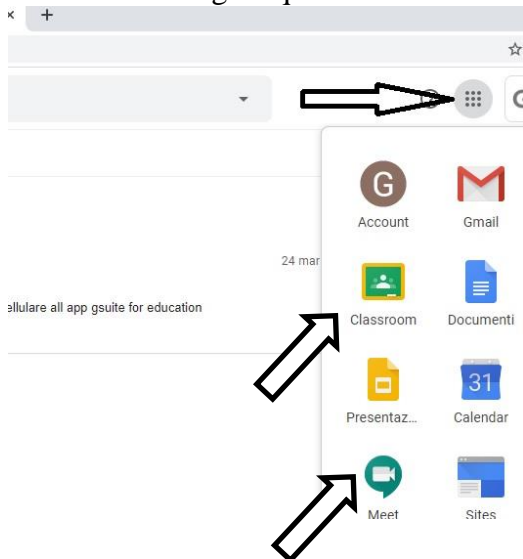 G
Account
Gmail
24 mar
ellulare all app gsuite for education
Classroom
Documenti
31
Presentaz...
Calendar
Meet
Sites